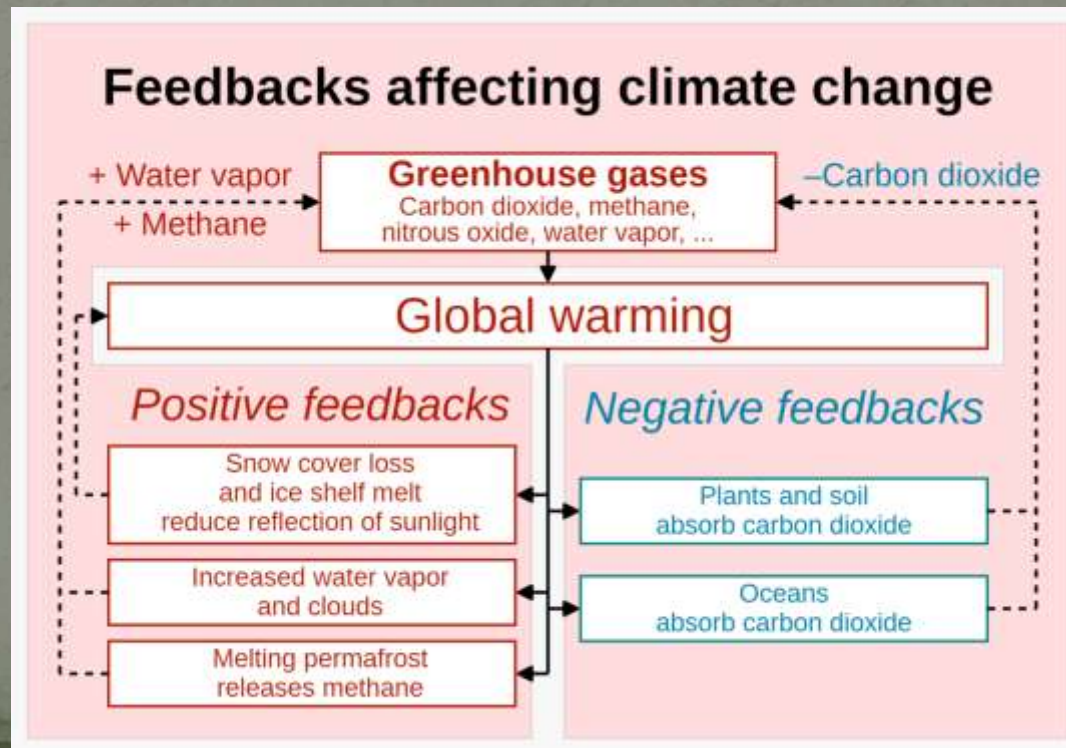 Feedbacks affecting climate change
+ Water vapor
+ Methane
Greenhouse gases
Carbon dioxide, methane,
nitrous oxide, water vapor, ...
–Carbon dioxide
Global warming
Positive feedbacks
Snow cover loss
and ice shelf melt
reduce reflection of sunlight
Increased water vapor
and clouds
Melting permafrost
releases methane
Negative feedbacks
Plants and soil
absorb carbon dioxide
Oceans
absorb carbon dioxide